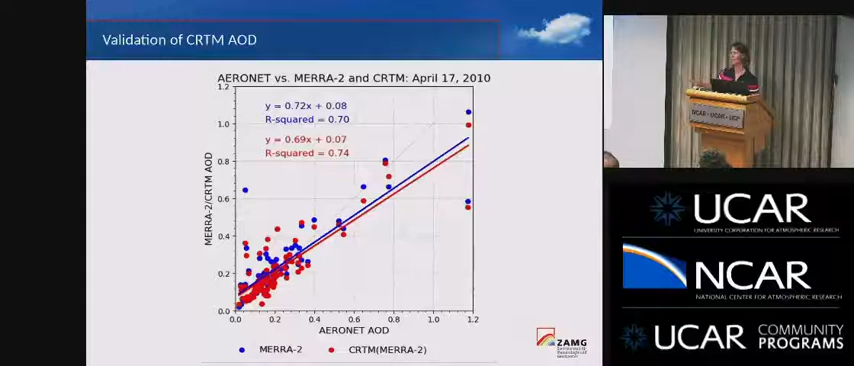 Validation of CRTM AOD
AERONET vs. MERRA-2 and CRTM: April 17, 2010
y = 0.72x + 0.08
R-squared = 0.70
y = 0.69x + 0.07
R-squared = 0.74
MERRA-2/CRTM AOD
1.2
1.0
0.8
0.6
0.4
0.2
0.0
0.0 0.2 0.4 0.6 0.8 1.0 1.2
AERONET AOD
MERRA-2 CRTM(MERRA-2)
ZAMG
NCAR · UCAR · UCP
UCAR
UNIVERSITY CORPORATION FOR ATMOSPHERIC RESEARCH
NCAR
NATIONAL CENTER FOR ATMOSPHERIC RESEARCH
UCAR COMMUNITY
PROGRAMS